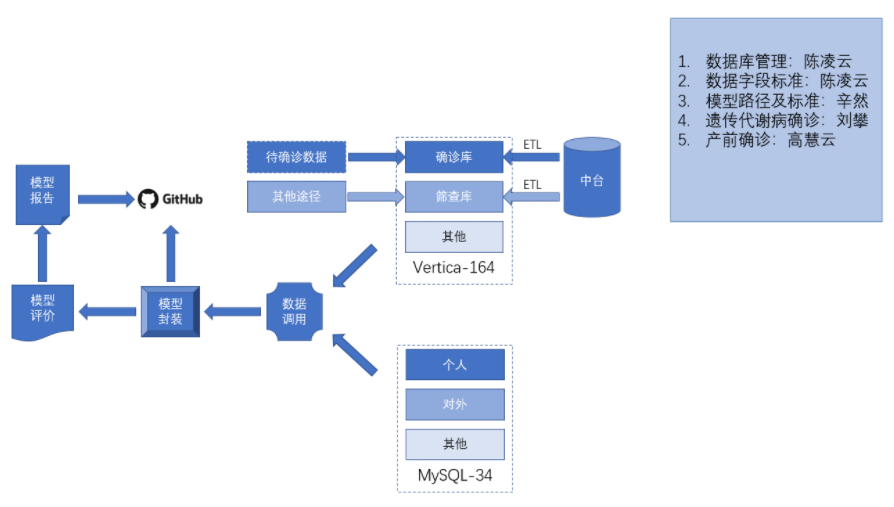 1. 数据库管理：陈凌云
2. 数据字段标准：陈凌云
3. 模型路径及标准：辛然
4. 遗传代谢病确诊：刘攀
5. 产前确诊：高慧云
待确诊数据
确诊库
ETL
中台
其他途径
筛查库
ETL
其他
Vertica-164
模型
报告
GitHub
模型
评价
模型
封装
数据
调用
个人
对外
其他
MySQL-34